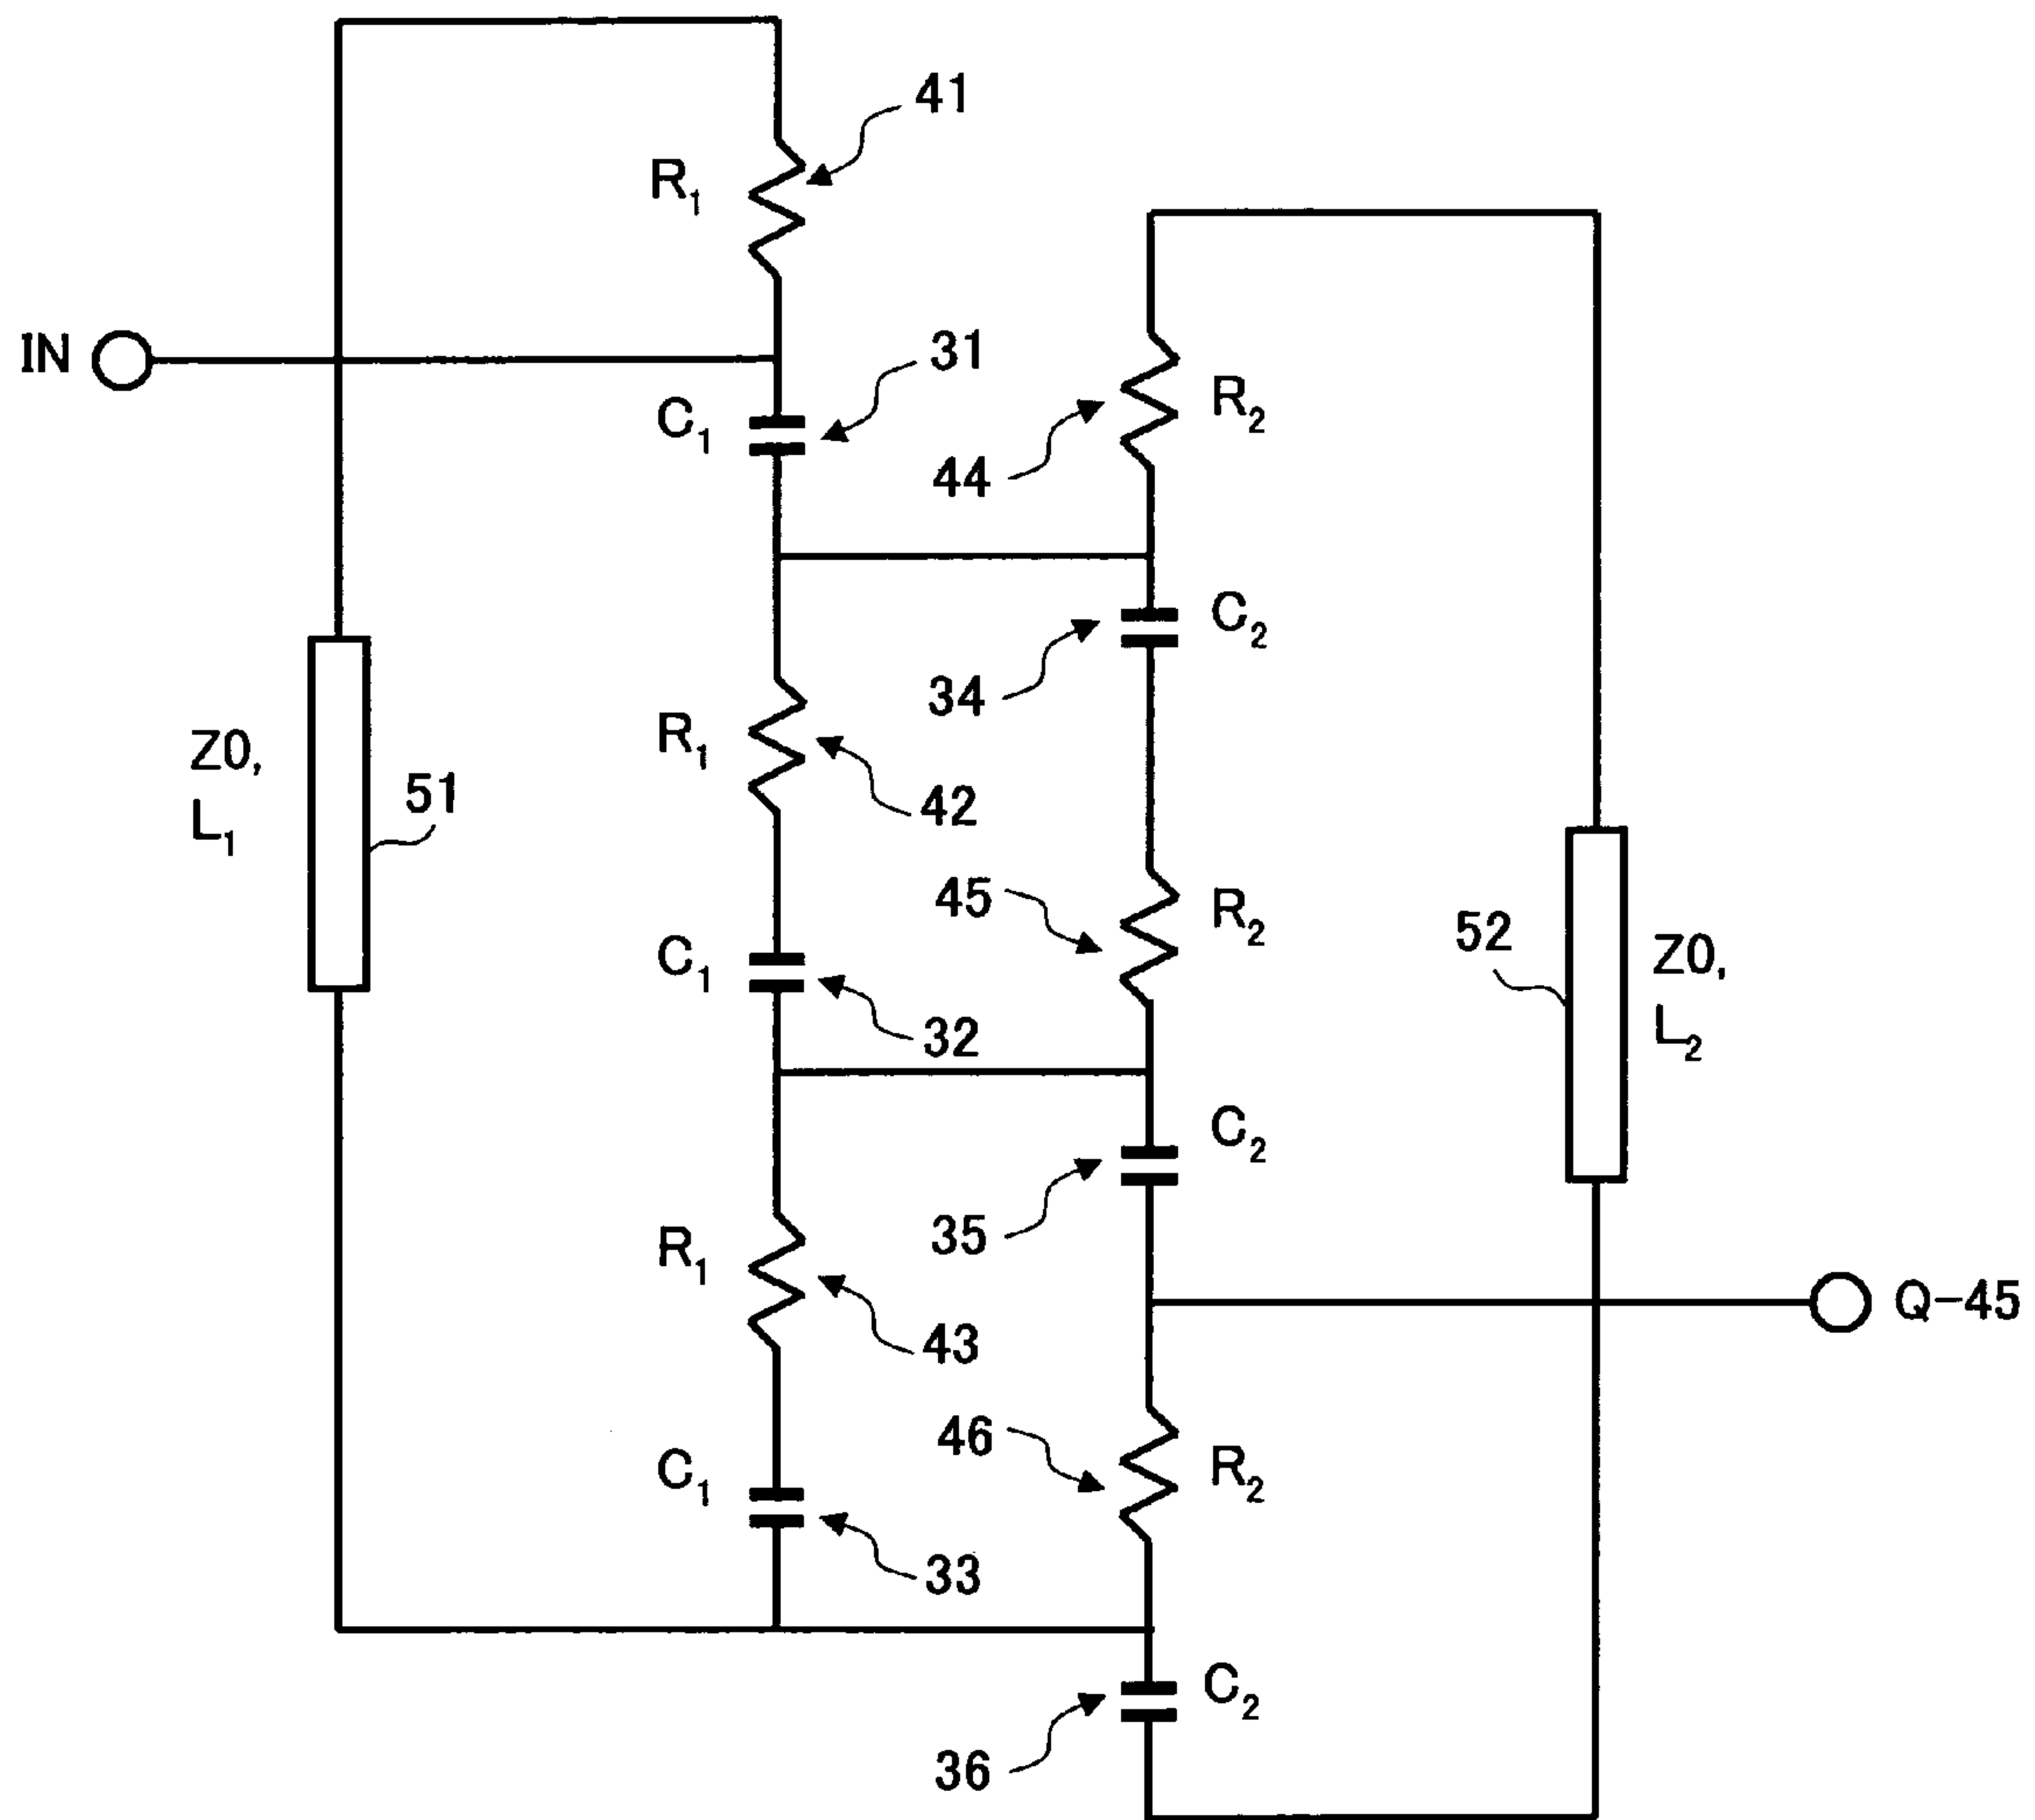 41
R₁
IN
31
C₁
R₂
44
C₂
34
R₁
Z0,
L₁
51
42
45
R₂
52
Z0,
L₂
C₁
32
C₂
35
R₁
Q-45
43
46
R₂
C₁
33
C₂
36